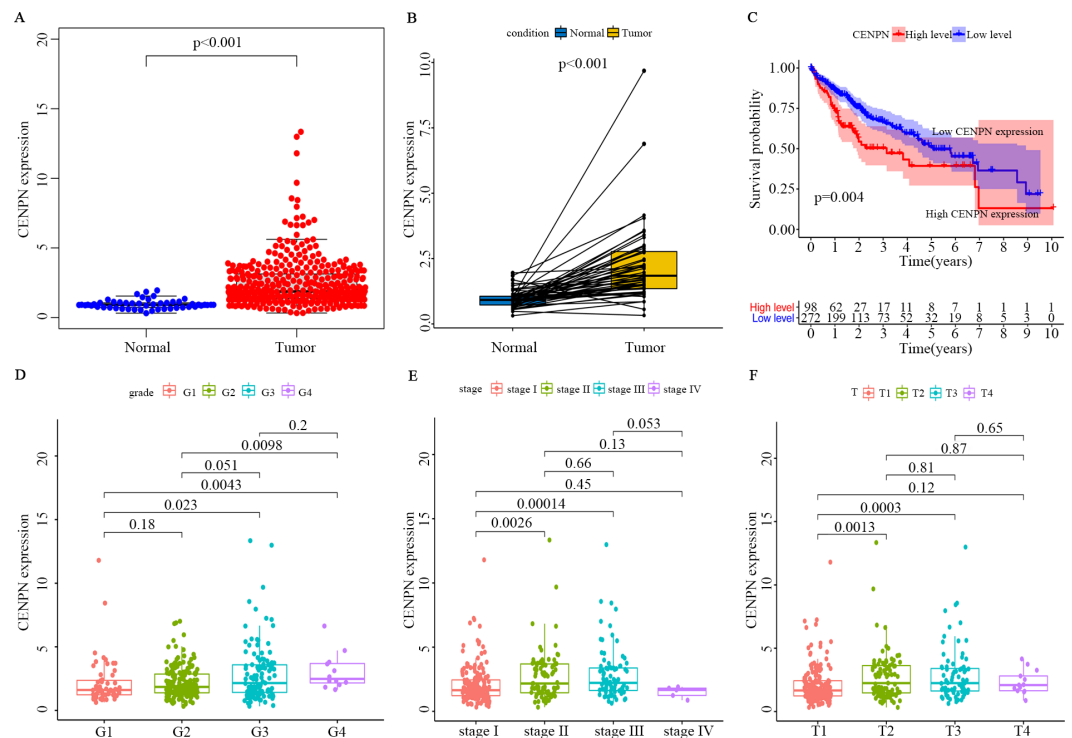 A
p<0.001
CENPN expression
20
15
10
5
0
Normal
Tumor
B
condition Normal Tumor
p<0.001
CENPN expression
10.0
7.5
5.0
2.5
0.0
Normal
Tumor
C
CENPN High level Low level
Survival probability
1.00
0.75
0.50
0.25
0.00
Low CENPN expression
p=0.004
High CENPN expression
0 1 2 3 4 5 6 7 8 9 10
Time(years)
High level 98 62 27 17 11 8 7 1 1 1 1
Low level 272 199 113 73 52 32 19 8 5 3 0
0 1 2 3 4 5 6 7 8 9 10
Time(years)
D
grade G1 G2 G3 G4
0.2
0.0098
0.051
0.0043
0.023
0.18
CENPN expression
20
15
10
5
0
G1 G2 G3 G4
E
stage stage I stage II stage III stage IV
0.053
0.13
0.66
0.45
0.00014
0.0026
CENPN expression
20
15
10
5
0
stage I stage II stage III stage IV
F
T T1 T2 T3 T4
0.65
0.87
0.81
0.12
0.0003
0.0013
CENPN expression
20
15
10
5
0
T1 T2 T3 T4